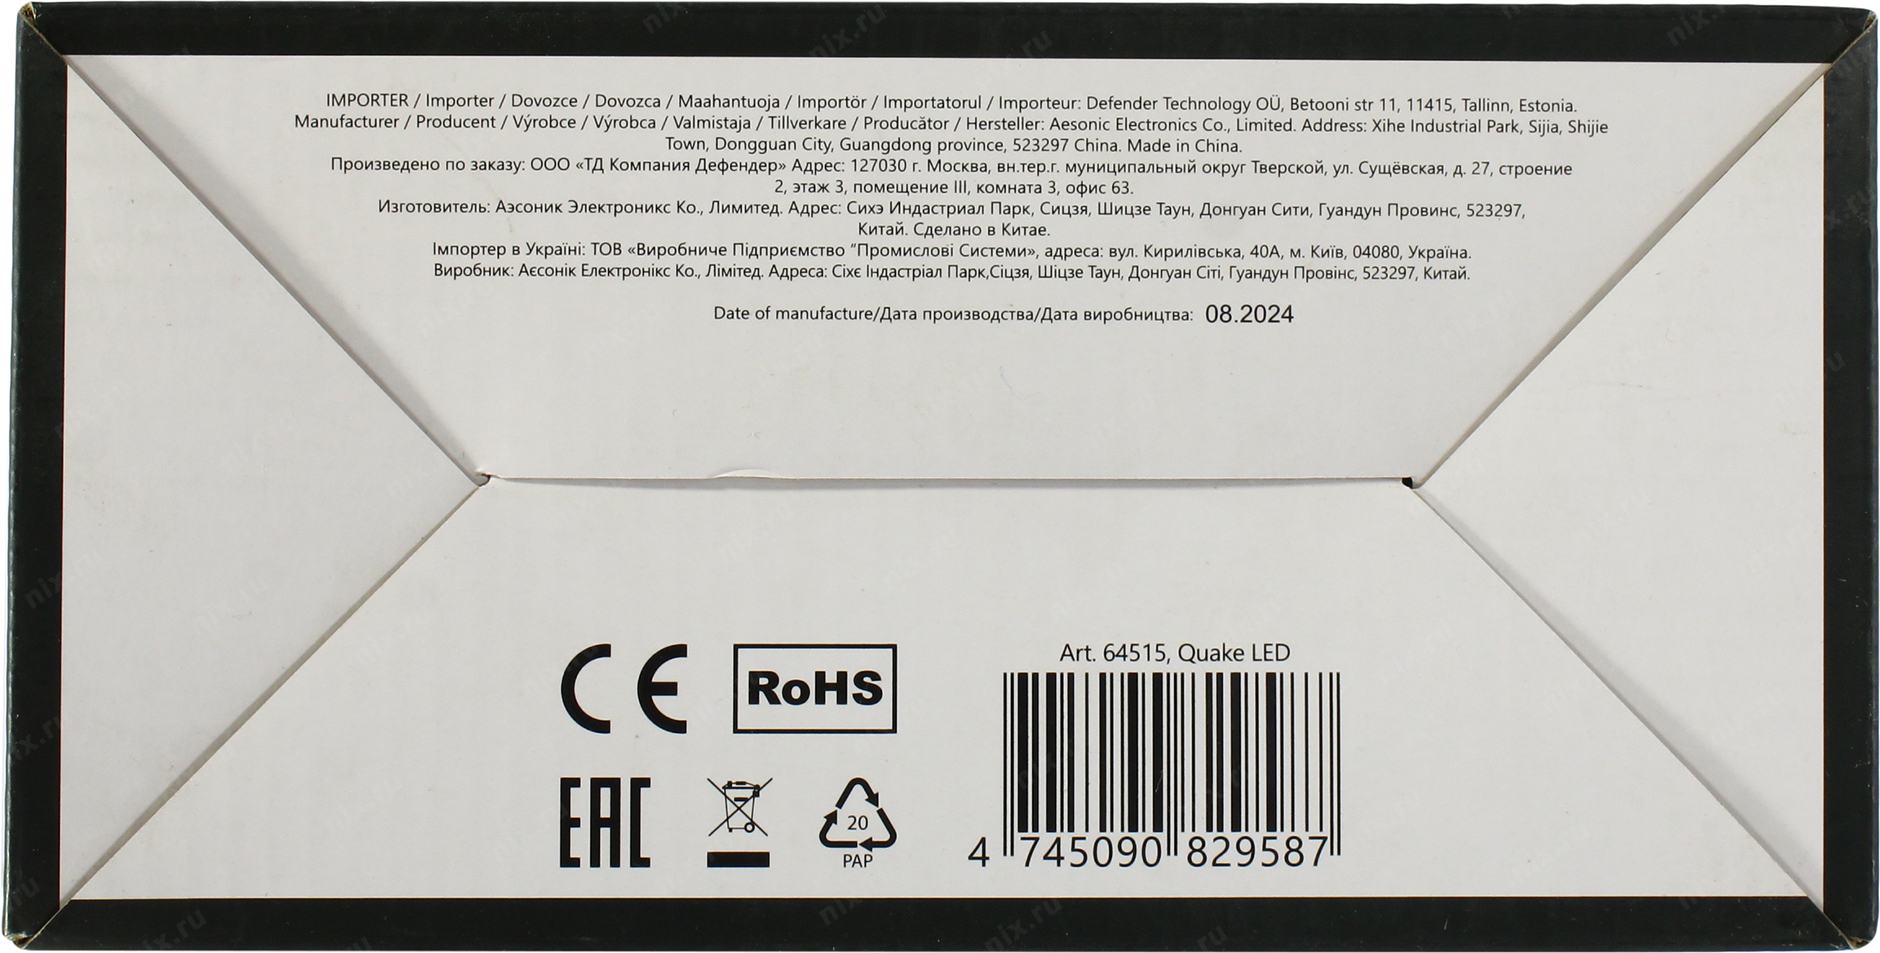 IMPORTER / Importer / Dovozce / Dovozca / Maahantuoja / Importör / Importatorul / Importeur: Defender Technology OÜ, Betooni str 11, 11415, Tallinn, Estonia.
Manufacturer / Producent / Výrobce / Výrobca / Valmistaja / Tillverkare / Producător / Hersteller: Aesonic Electronics Co., Limited. Address: Xihe Industrial Park, Sijia, Shijie
Town, Dongguan City, Guangdong province, 523297 China. Made in China.
Произведено по заказу: ООО «ТД Компания Дефендер» Адрес: 127030 г. Москва, вн.тер.г. муниципальный округ Тверской, ул. Сущёвская, д. 27, строение
2, этаж 3, помещение III, комната 3, офис 63.
Изготовитель: Аэсоник Электроникс Ко., Лимитед. Адрес: Сихэ Индастриал Парк, Сицзя, Шицзе Таун, Донгуан Сити, Гуандун Провинс, 523297,
Китай. Сделано в Китае.
Імпортер в Україні: ТОВ «Виробниче Підприємство "Промислові Системи», адреса: вул. Кирилівська, 40А, м. Київ, 04080, Україна.
Виробник: Аєсонік Електронікс Ко., Лімітед. Адреса: Сіхє Індастріал Парк,Сіцзя, Шіцзе Таун, Донгуан Сіті, Гуандун Провінс, 523297, Китай.
Date of manufacture/Дата производства/Дата виробництва: 08.2024
CE
RoHS
Art. 64515, Quake LED
EAC
20
PAP
4 745090 829587
nix.ru